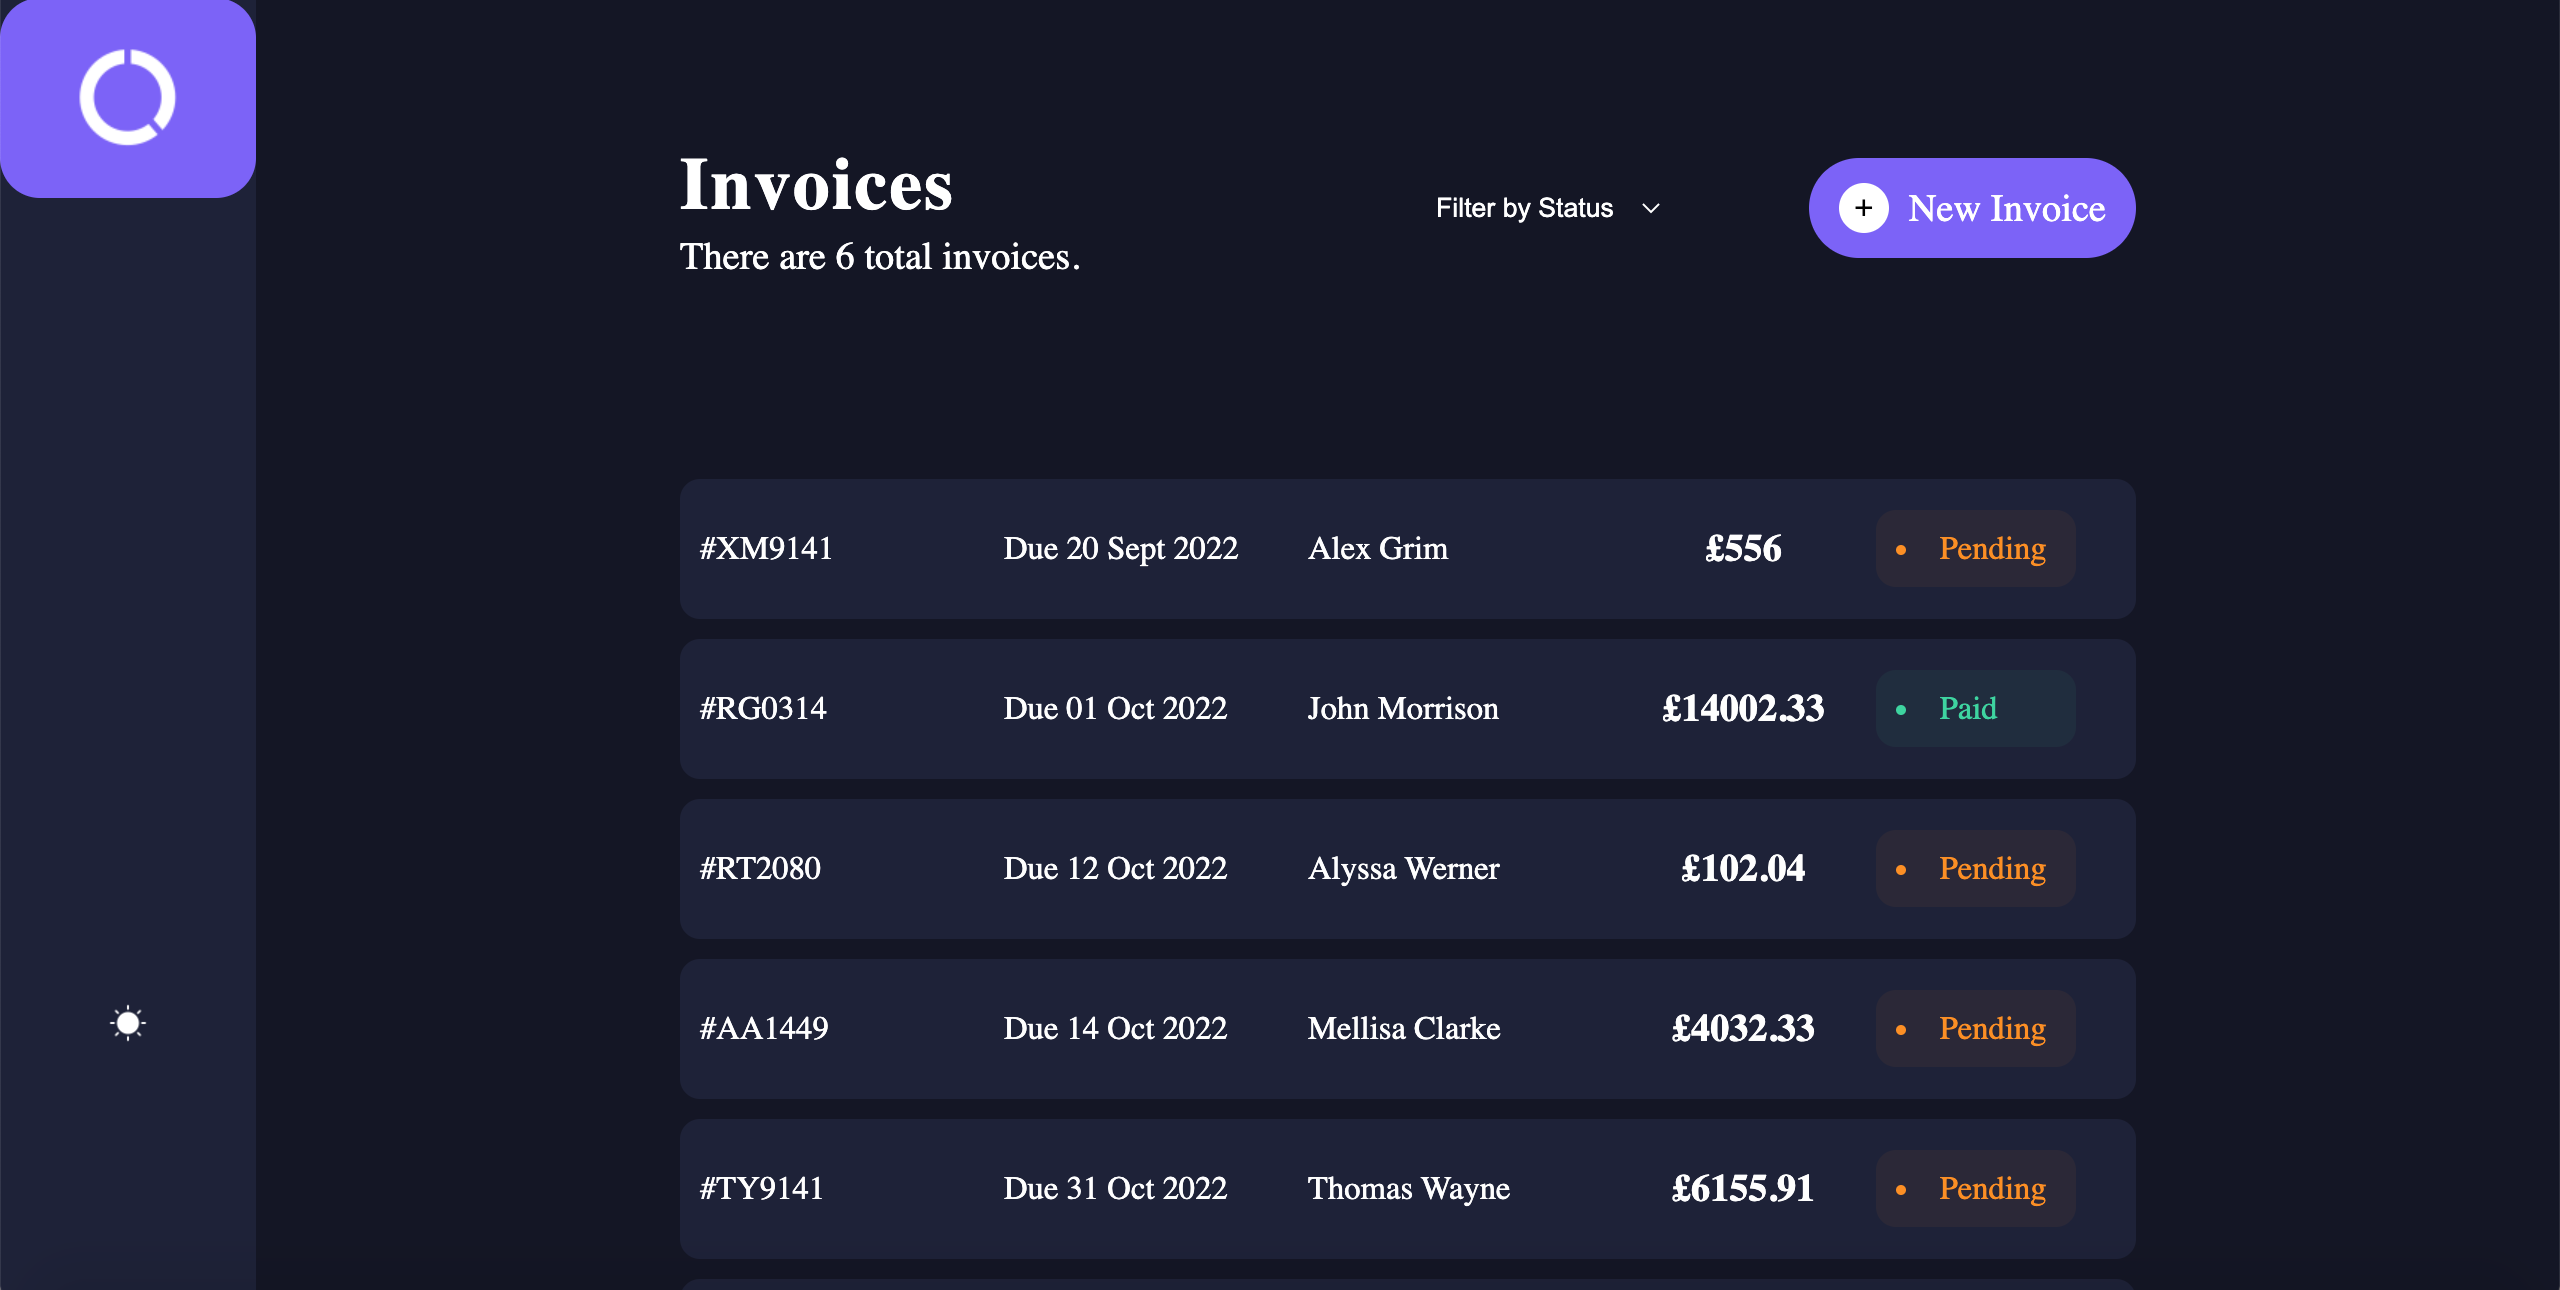 Invoices
There are 6 total invoices.
Filter by Status
+ New Invoice
#XM9141 Due 20 Sept 2022 Alex Grim £556 • Pending
#RG0314 Due 01 Oct 2022 John Morrison £14002.33 • Paid
#RT2080 Due 12 Oct 2022 Alyssa Werner £102.04 • Pending
#AA1449 Due 14 Oct 2022 Mellisa Clarke £4032.33 • Pending
#TY9141 Due 31 Oct 2022 Thomas Wayne £6155.91 • Pending